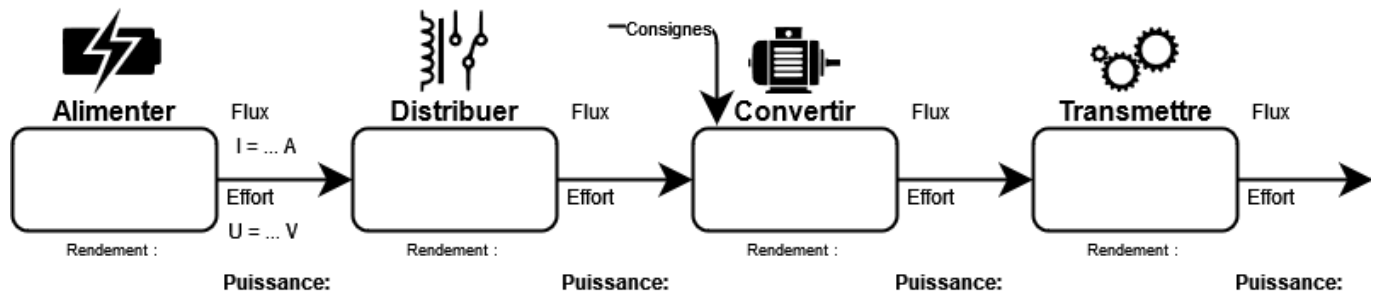 Consignes
Alimenter
Flux
Distribuer
Flux
Convertir
Flux
Transmettre
Flux
I = ... A
Effort
Effort
Effort
Effort
U = ... V
Rendement :
Rendement :
Rendement :
Rendement :
Puissance:
Puissance:
Puissance:
Puissance: